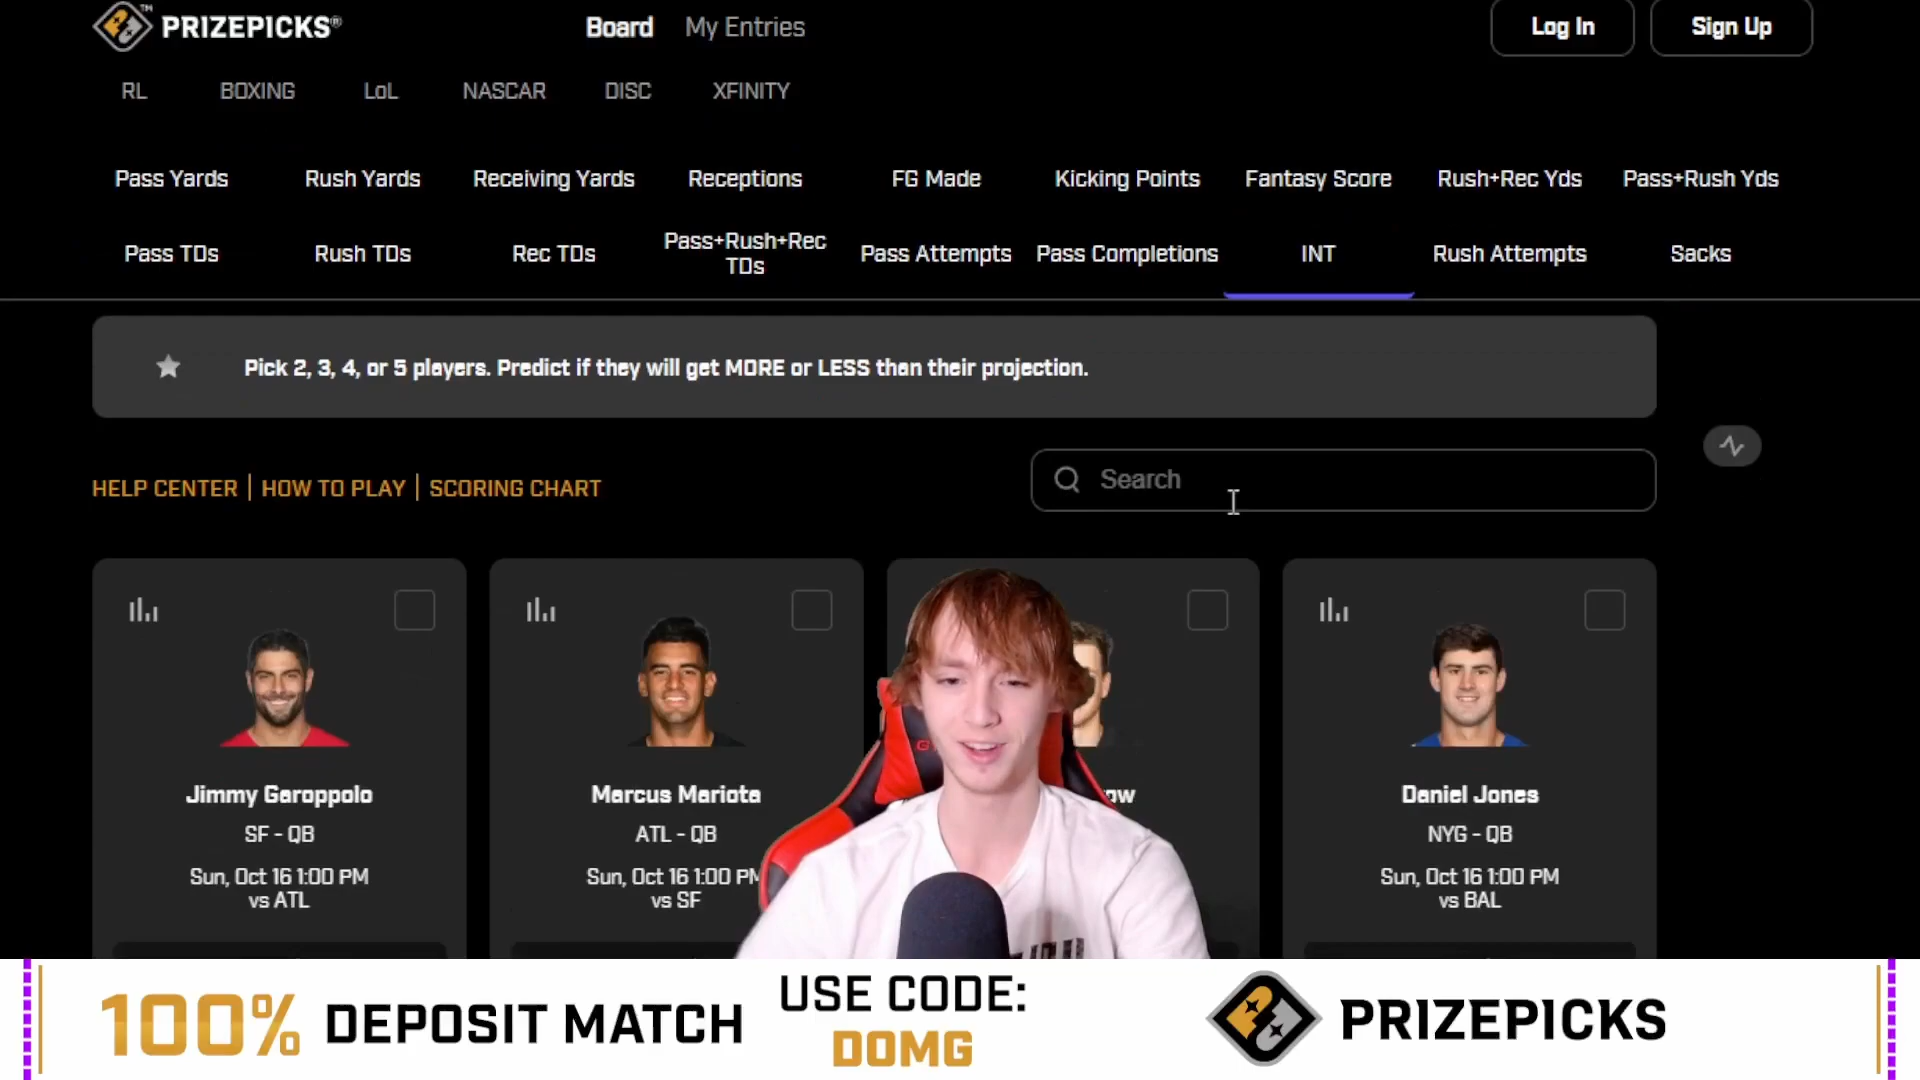 PRIZEPICKS®
Board
My Entries
Log In
Sign Up
RL
BOXING
LoL
NASCAR
DISC
XFINITY
Pass Yards
Rush Yards
Receiving Yards
Receptions
FG Made
Kicking Points
Fantasy Score
Rush+Rec Yds
Pass+Rush Yds
Pass TDs
Rush TDs
Rec TDs
Pass+Rush+Rec
TDs
Pass Attempts
Pass Completions
INT
Rush Attempts
Sacks
Pick 2, 3, 4, or 5 players. Predict if they will get MORE or LESS than their projection.
HELP CENTER | HOW TO PLAY | SCORING CHART
Search
Jimmy Garoppolo
SF - QB
Sun, Oct 16 1:00 PM
vs ATL
Marcus Mariota
ATL - QB
Sun, Oct 16 1:00 PM
vs SF
Daniel Jones
NYG - QB
Sun, Oct 16 1:00 PM
vs BAL
100% DEPOSIT MATCH
USE CODE:
DOMG
PRIZEPICKS